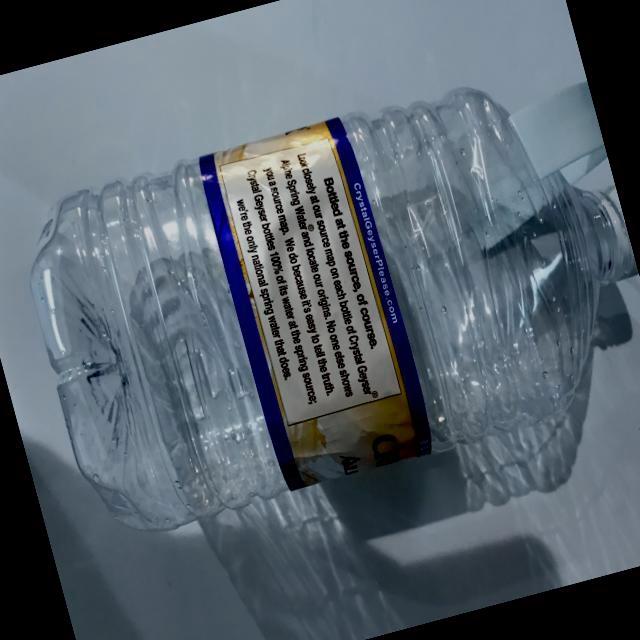 CrystalGeyserPlease.com
Bottled at the source, of course.
Look closely at our source map on each bottle of Crystal Geyser®
Alpine Spring Water® and locate our origins. No one else shows
you a source map. We do because it's easy to tell the truth.
Crystal Geyser bottles 100% of its water at the spring source;
we're the only national spring water that does.